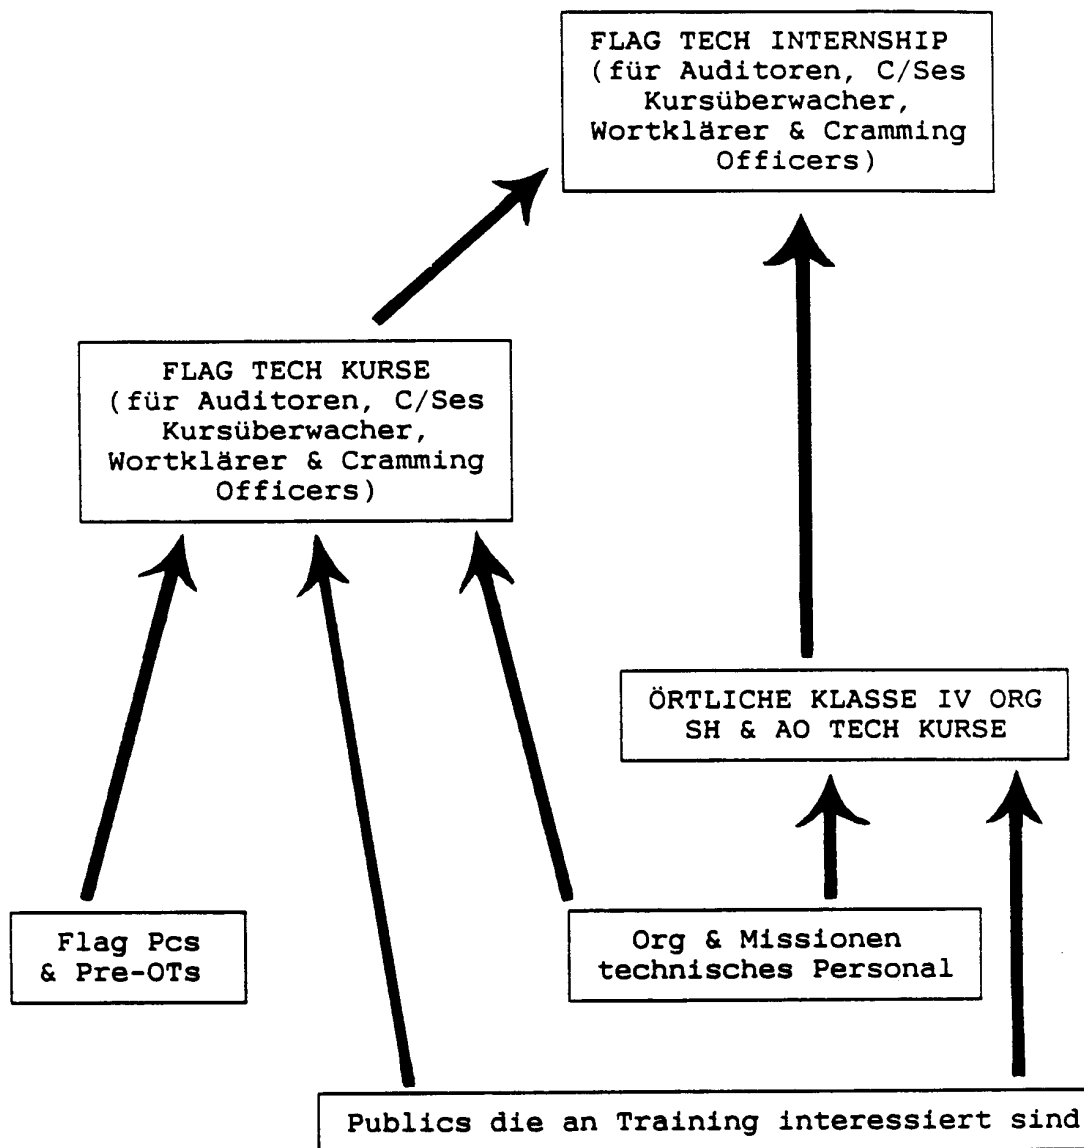 FLAG TECH INTERNSHIP
(für Auditoren, C/Ses
Kursüberwacher,
Wortklärer & Cramming
Officers)
FLAG TECH KURSE
(für Auditoren, C/Ses
Kursüberwacher,
Wortklärer & Cramming
Officers)
ÖRTLICHE KLASSE IV ORG
SH & AO TECH KURSE
Flag Pcs
& Pre-OTs
Org & Missionen
technisches Personal
Publics die an Training interessiert sind